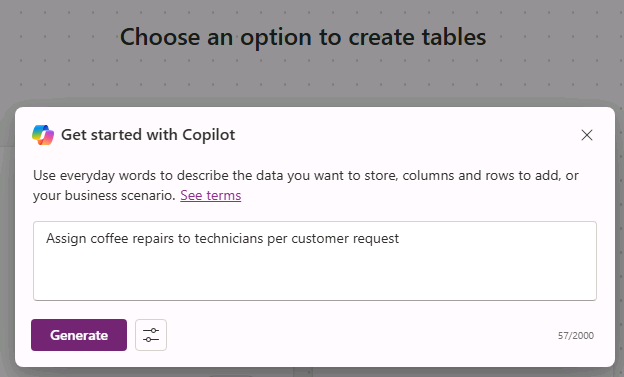 Choose an option to create tables
Get started with Copilot
Use everyday words to describe the data you want to store, columns and rows to add, or
your business scenario. See terms
Assign coffee repairs to technicians per customer request
Generate
57/2000